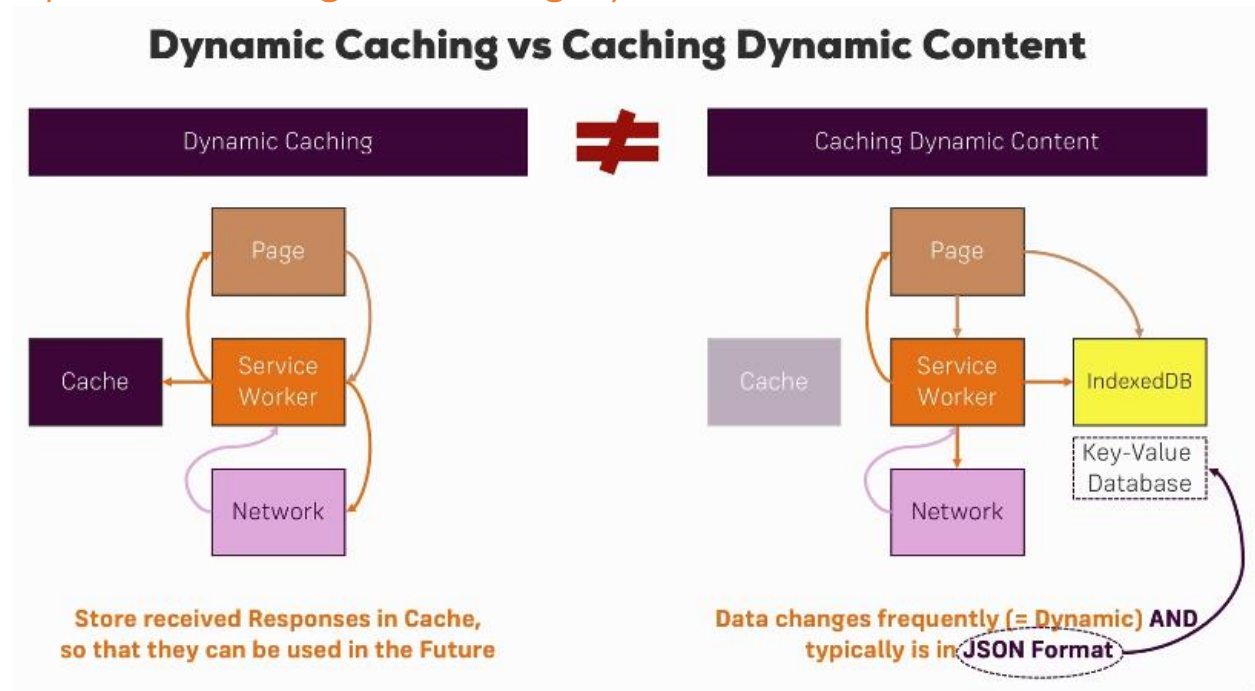 Dynamic Caching vs Caching Dynamic Content
Dynamic Caching
≠
Caching Dynamic Content
Page
Cache
Service
Worker
Network
Store received Responses in Cache,
so that they can be used in the Future
Page
Cache
Service
Worker
IndexedDB
Key-Value
Database
Network
Data changes frequently (= Dynamic) AND
typically is in JSON Format